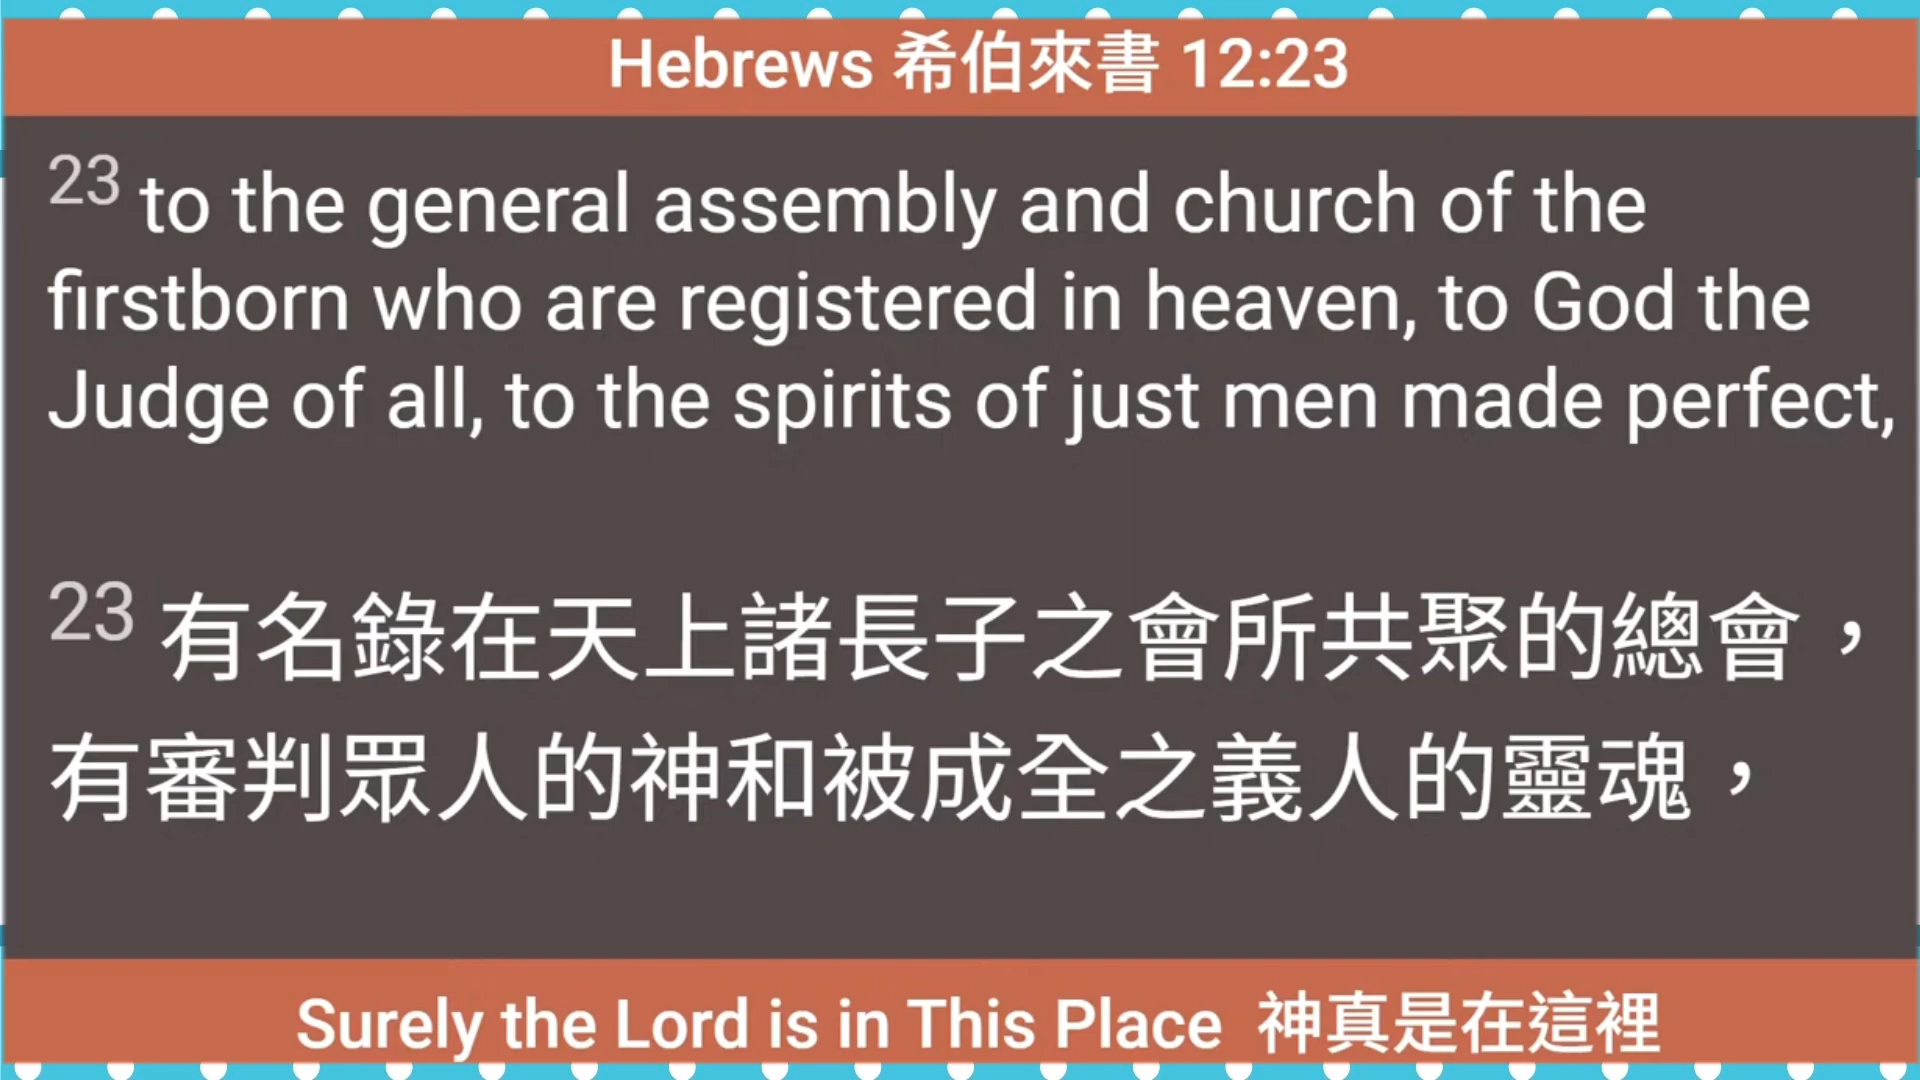 Hebrews 希伯來書 12:23
23 to the general assembly and church of the
firstborn who are registered in heaven, to God the
Judge of all, to the spirits of just men made perfect,
23 有名錄在天上諸長子之會所共聚的總會，
有審判眾人的神和被成全之義人的靈魂，
Surely the Lord is in This Place 神真是在這裡